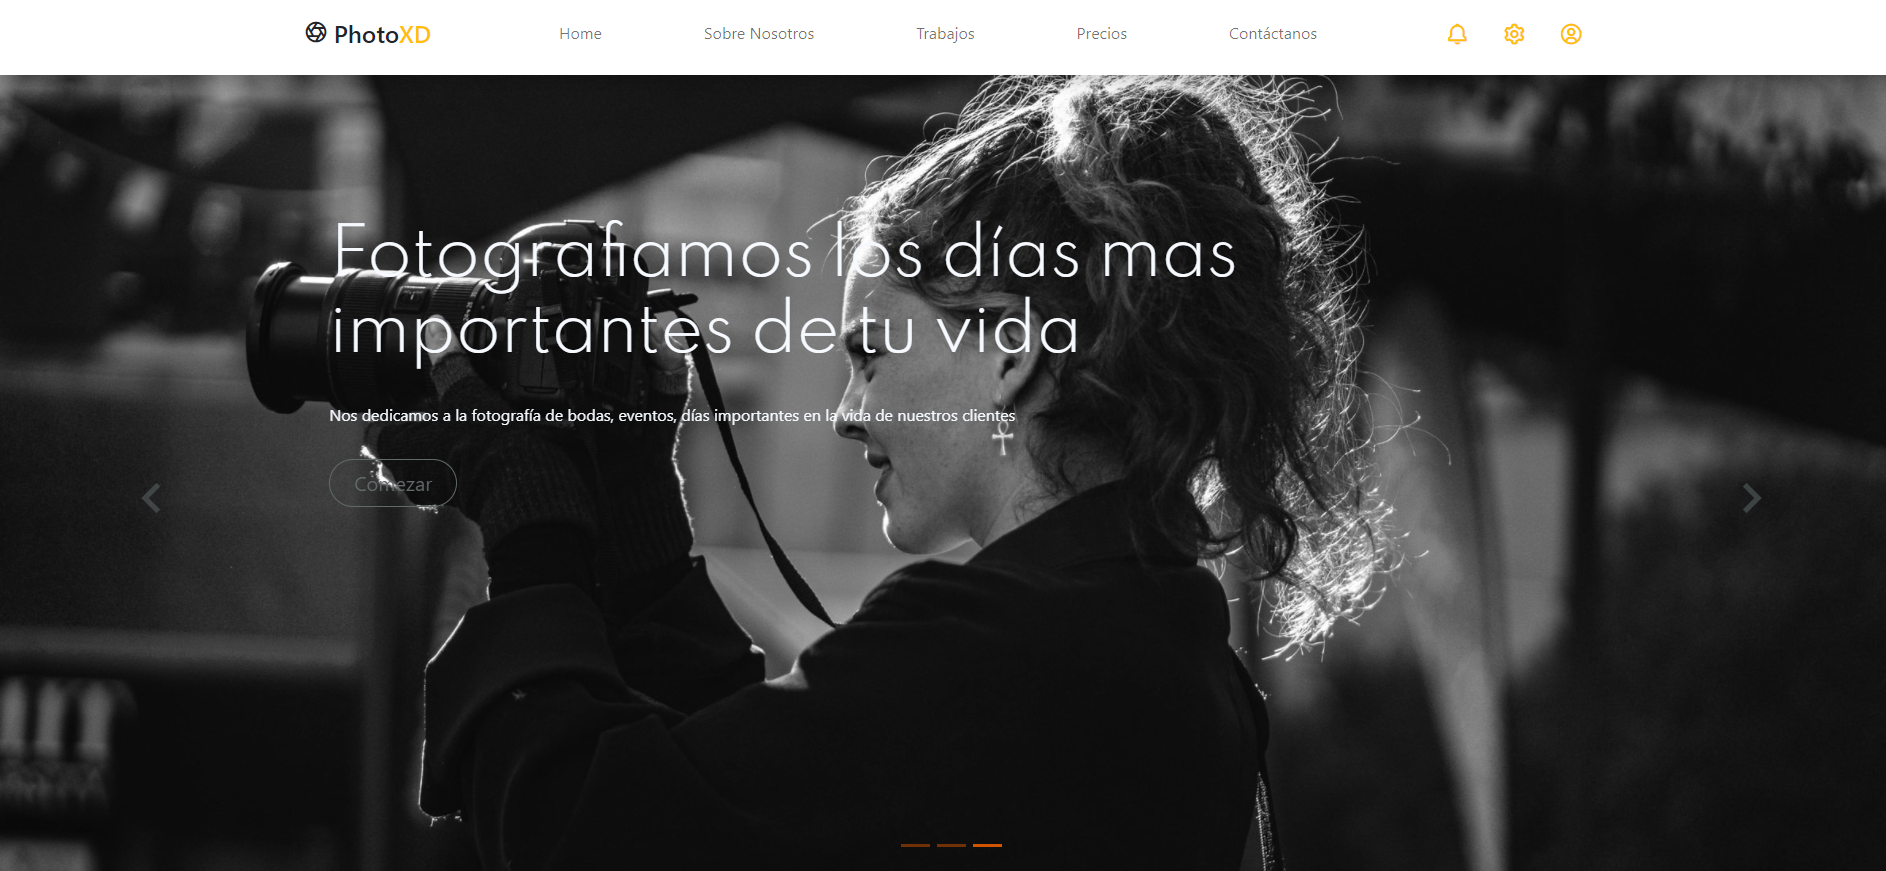 PhotoXD
Home
Sobre Nosotros
Trabajos
Precios
Contáctanos
Fotografiamos los días mas
importantes de tu vida
Nos dedicamos a la fotografía de bodas, eventos, días importantes en la vida de nuestros clientes
Comezar